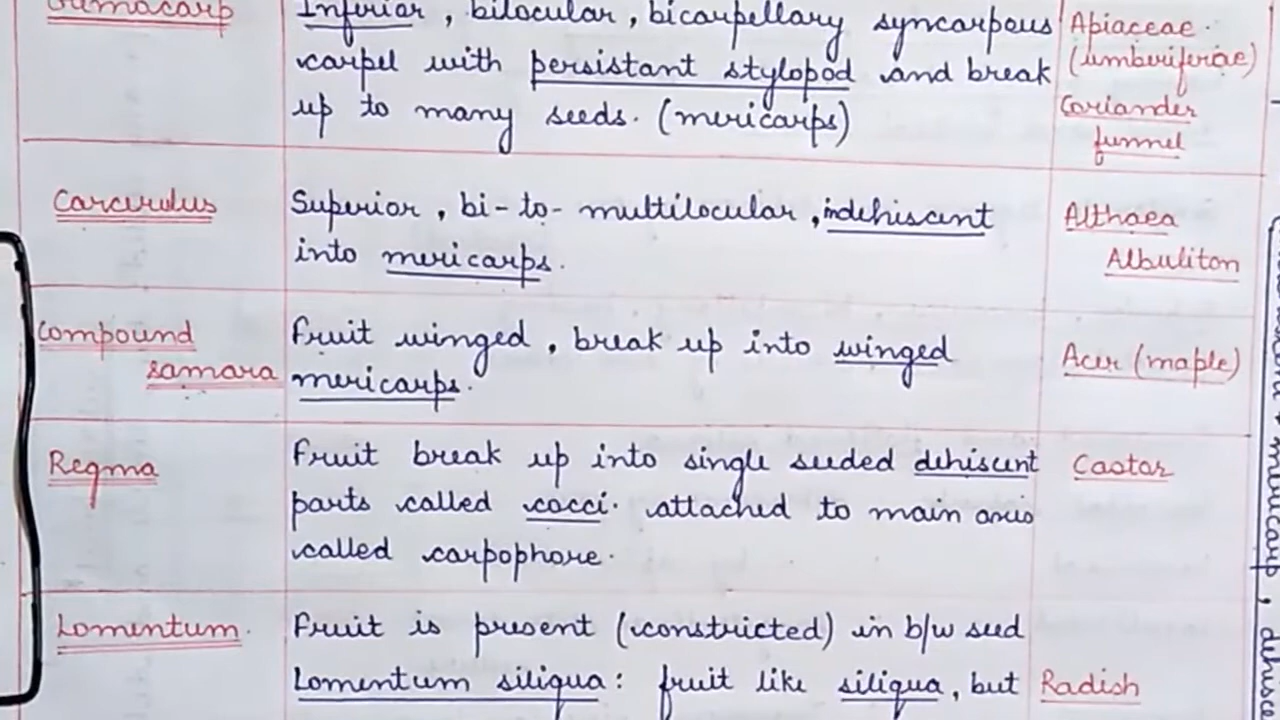 Inferior, bilocular, bicarpellary syncarpous
carpel with persistant stylopod and break
up to many seeds. (mericarps)
Apiaceae.
(umberiferae)
Coriander
funnel
Carcerulus
Superior, bi-to-multilocular, indehiscent
into mericarps.
Althaea
Albuliton
Compound
samara
Fruit winged, break up into winged
mericarps.
Acer (maple)
Regma
Fruit break up into single seeded dehiscent
parts called cocci. attached to main axis
called carpophore.
Castor
Lomentum.
Fruit is present (constricted) in b/w seed
Lomentum siliqua: fruit like siliqua, but
Radish
mericarp, dehisce